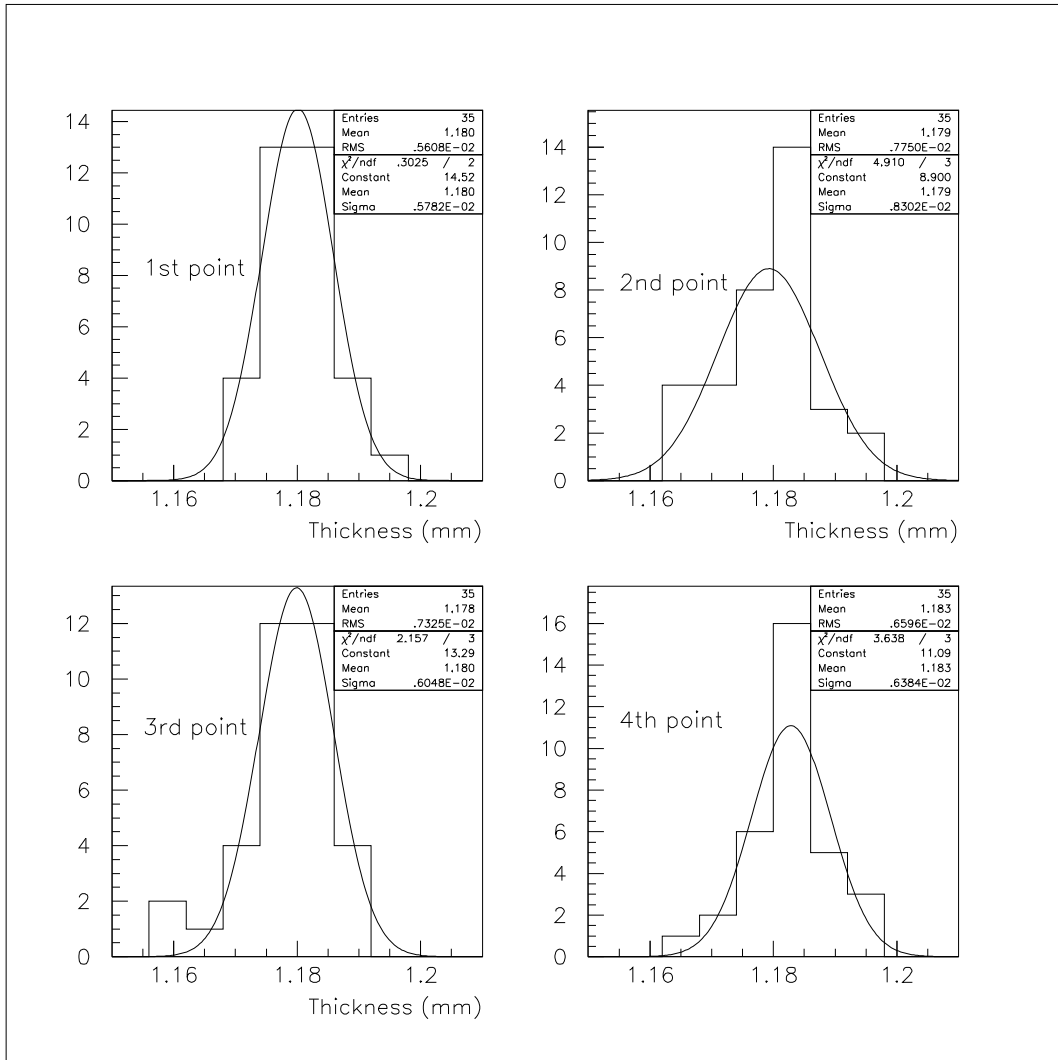 Entries 35
Mean 1.180
RMS .5608E-02
χ²/ndf .3025 / 2
Constant 14.52
Mean 1.180
Sigma .5782E-02
1st point
14
12
10
8
6
4
2
0
1.16 1.18 1.2
Thickness (mm)
Entries 35
Mean 1.179
RMS .7750E-02
χ²/ndf 4.910 / 3
Constant 8.900
Mean 1.179
Sigma .8302E-02
2nd point
14
12
10
8
6
4
2
0
1.16 1.18 1.2
Thickness (mm)
Entries 35
Mean 1.178
RMS .7325E-02
χ²/ndf 2.157 / 3
Constant 13.29
Mean 1.180
Sigma .6048E-02
3rd point
12
10
8
6
4
2
0
1.16 1.18 1.2
Thickness (mm)
Entries 35
Mean 1.183
RMS .6596E-02
χ²/ndf 3.638 / 3
Constant 11.09
Mean 1.183
Sigma .6384E-02
4th point
16
14
12
10
8
6
4
2
0
1.16 1.18 1.2